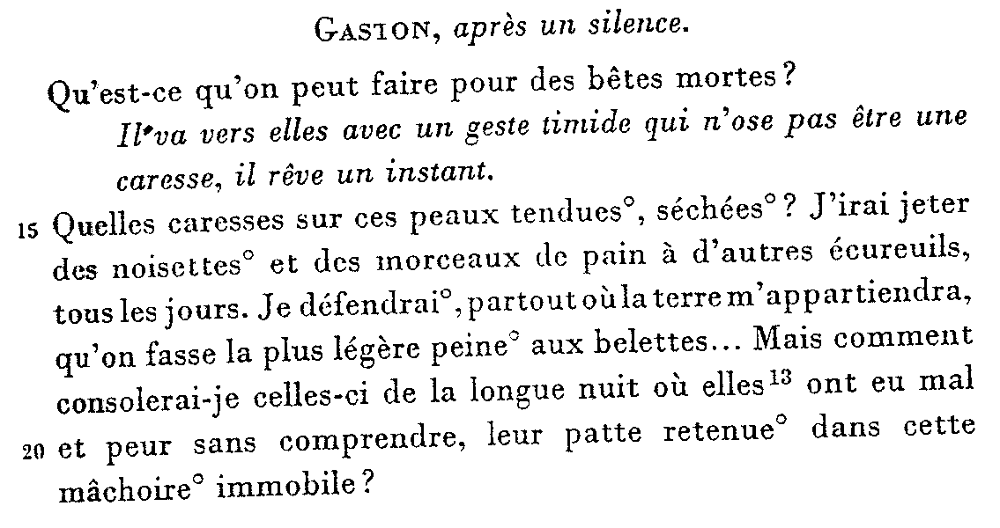 GASTON, après un silence.
Qu'est-ce qu'on peut faire pour des bêtes mortes?
Il va vers elles avec un geste timide qui n'ose pas être une
caresse, il rêve un instant.
15 Quelles caresses sur ces peaux tendues°, séchées°? J'irai jeter
des noisettes° et des morceaux de pain à d'autres écureuils,
tous les jours. Je défendrai°, partout où la terre m'appartiendra,
qu'on fasse la plus légère peine° aux belettes... Mais comment
consolerai-je celles-ci de la longue nuit où elles¹³ ont eu mal
20 et peur sans comprendre, leur patte retenue° dans cette
mâchoire° immobile?